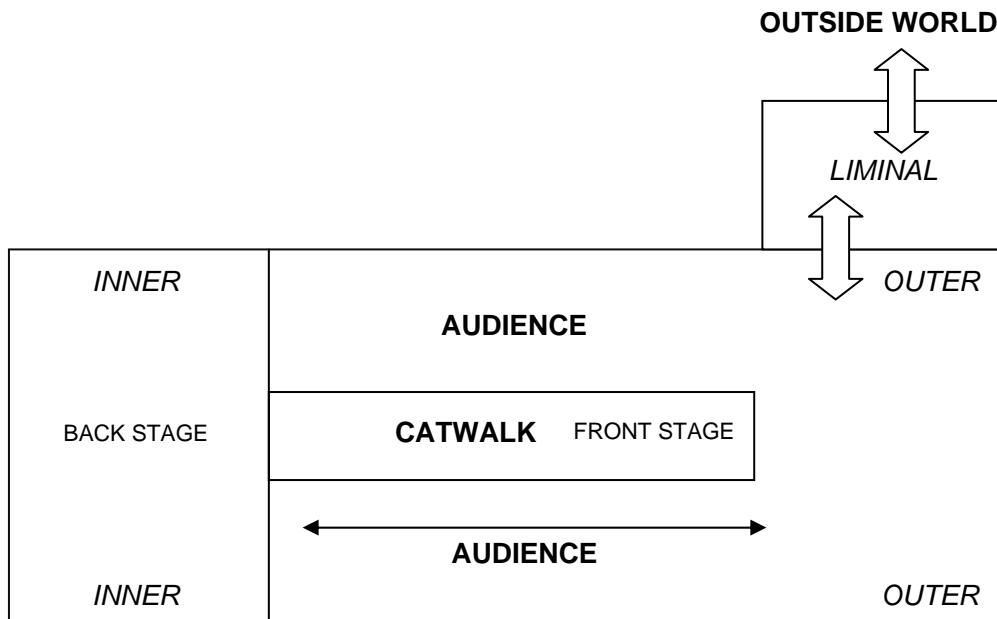 OUTSIDE WORLD
LIMINAL
INNER
OUTER
AUDIENCE
BACK STAGE
CATWALK FRONT STAGE
AUDIENCE
INNER
OUTER